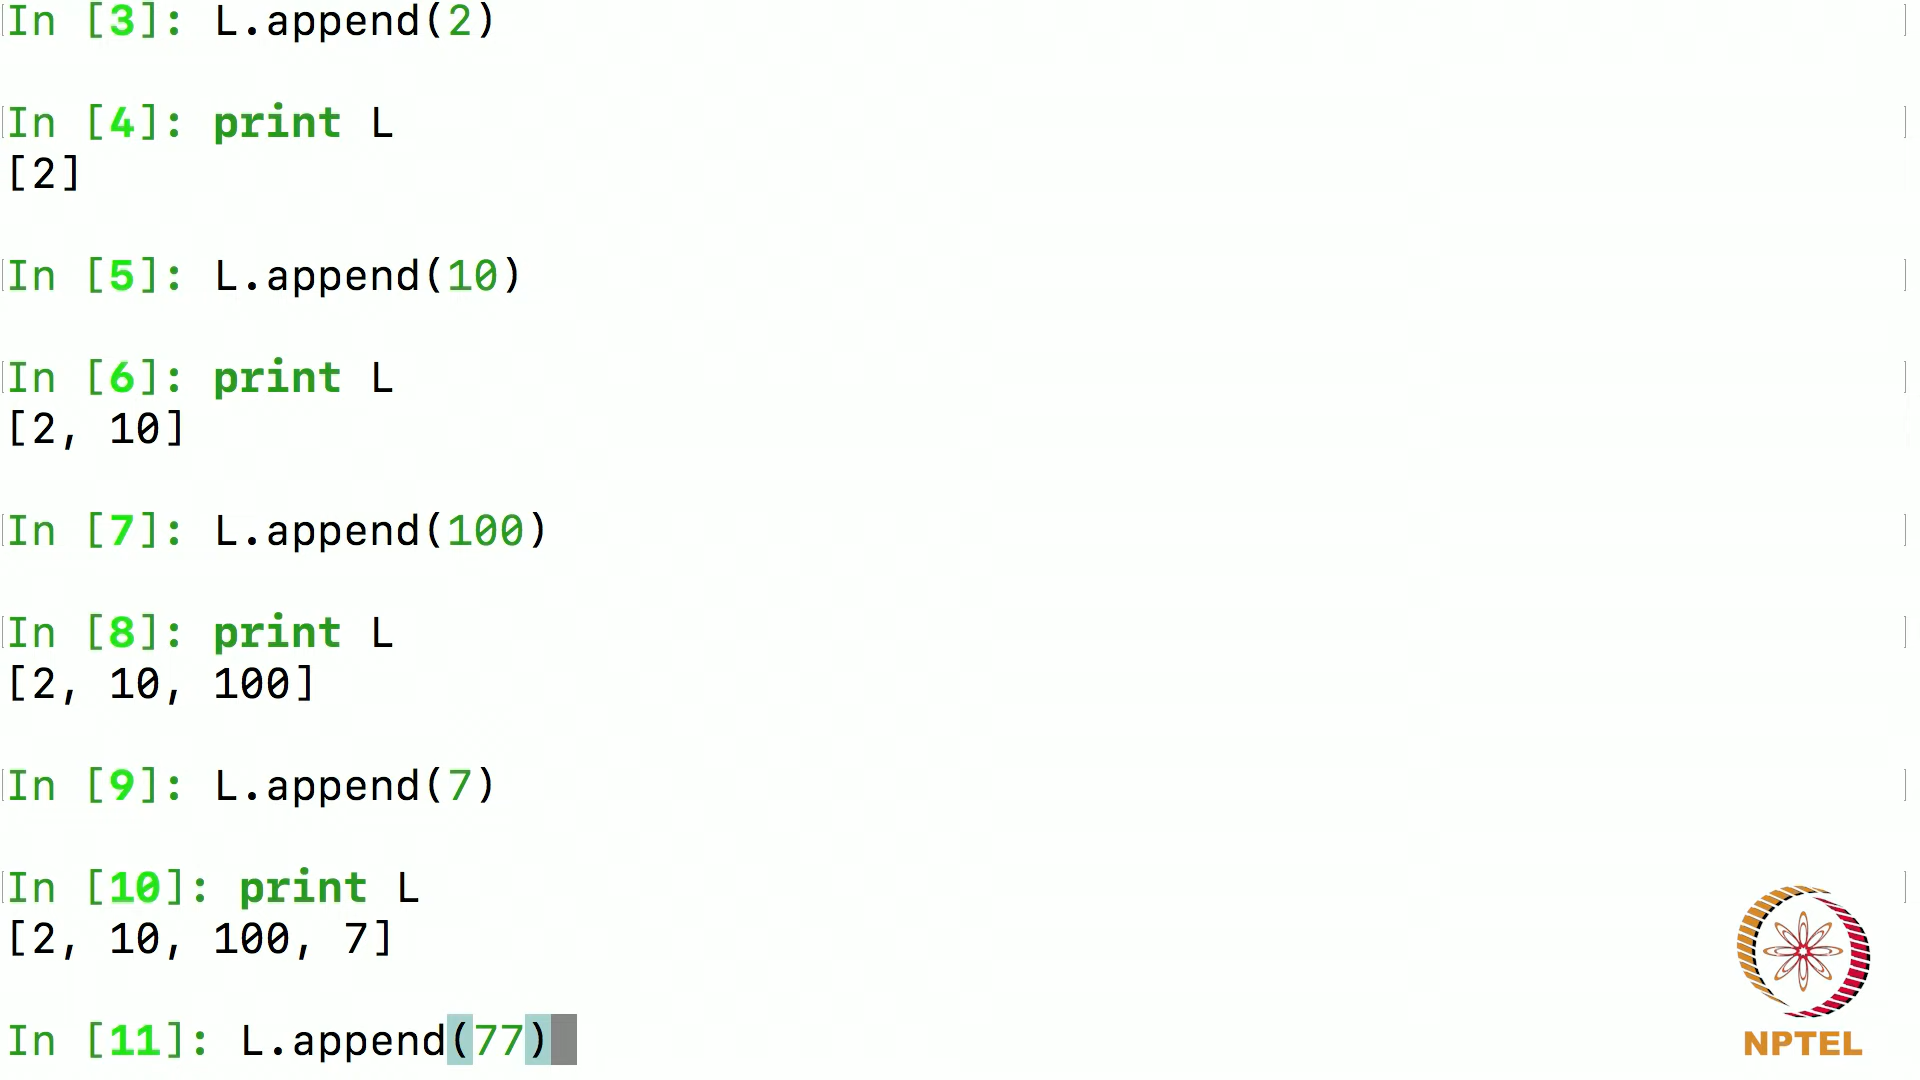 In [3]: L.append(2)
In [4]: print L
[2]
In [5]: L.append(10)
In [6]: print L
[2, 10]
In [7]: L.append(100)
In [8]: print L
[2, 10, 100]
In [9]: L.append(7)
In [10]: print L
[2, 10, 100, 7]
In [11]: L.append(77)
NPTEL